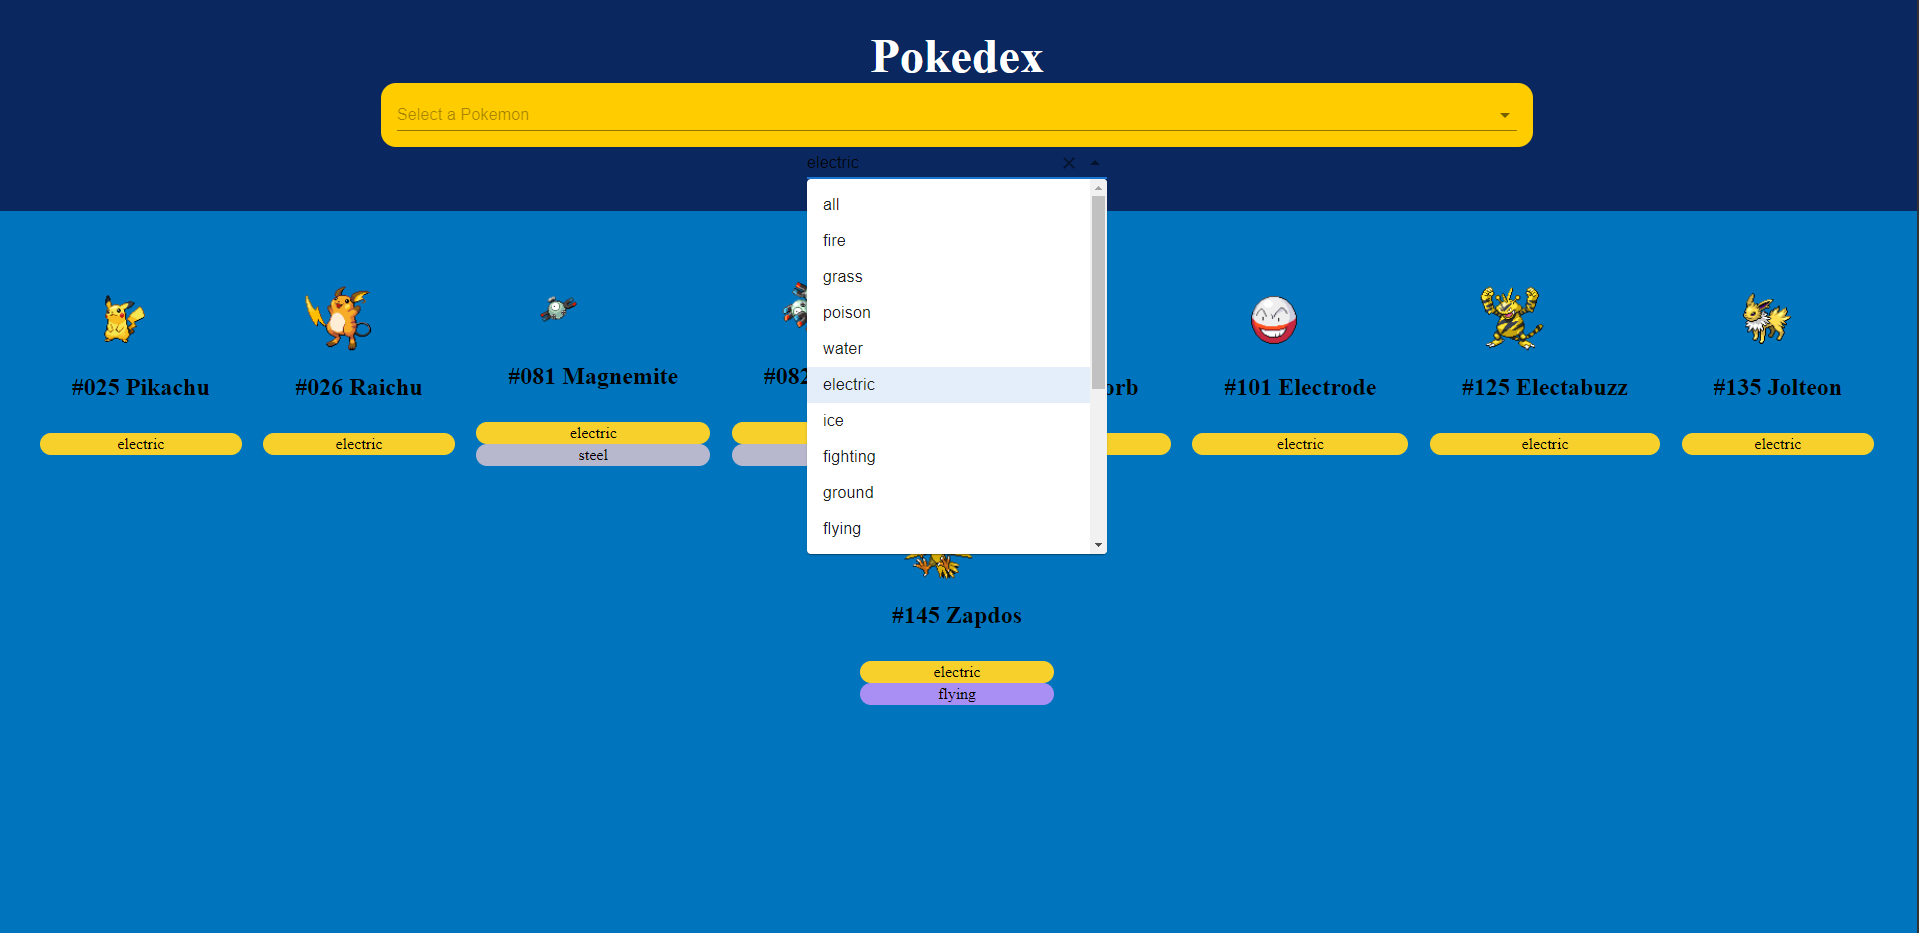 Pokedex
Select a Pokemon
electric
all
fire
grass
poison
water
electric
ice
fighting
ground
flying
#025 Pikachu
electric
#026 Raichu
electric
#081 Magnemite
electric
steel
#082
orb
#101 Electrode
electric
#125 Electabuzz
electric
#135 Jolteon
electric
#145 Zapdos
electric
flying